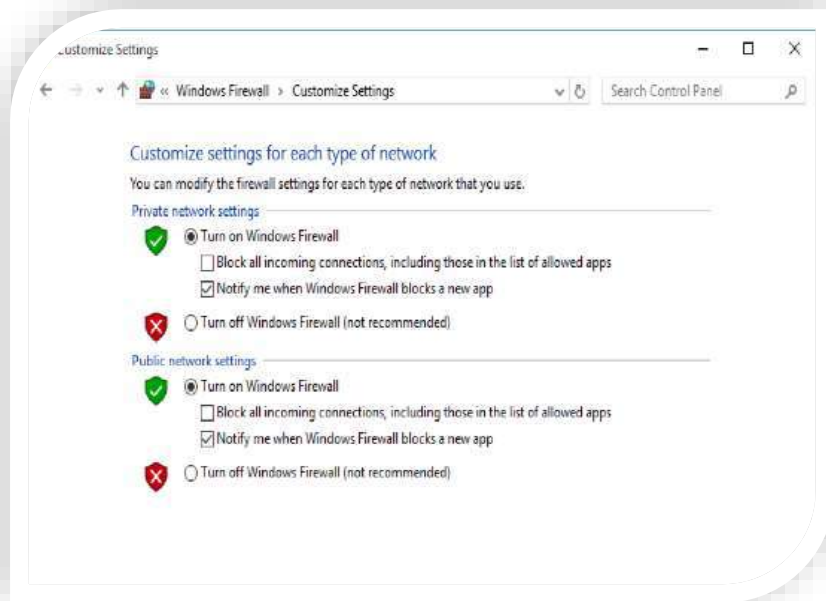 ustomize Settings
« Windows Firewall › Customize Settings
Search Control Panel
Customize settings for each type of network
You can modify the firewall settings for each type of network that you use.
Private network settings
Turn on Windows Firewall
Block all incoming connections, including those in the list of allowed apps
Notify me when Windows Firewall blocks a new app
Turn off Windows Firewall (not recommended)
Public network settings
Turn on Windows Firewall
Block all incoming connections, including those in the list of allowed apps
Notify me when Windows Firewall blocks a new app
Turn off Windows Firewall (not recommended)